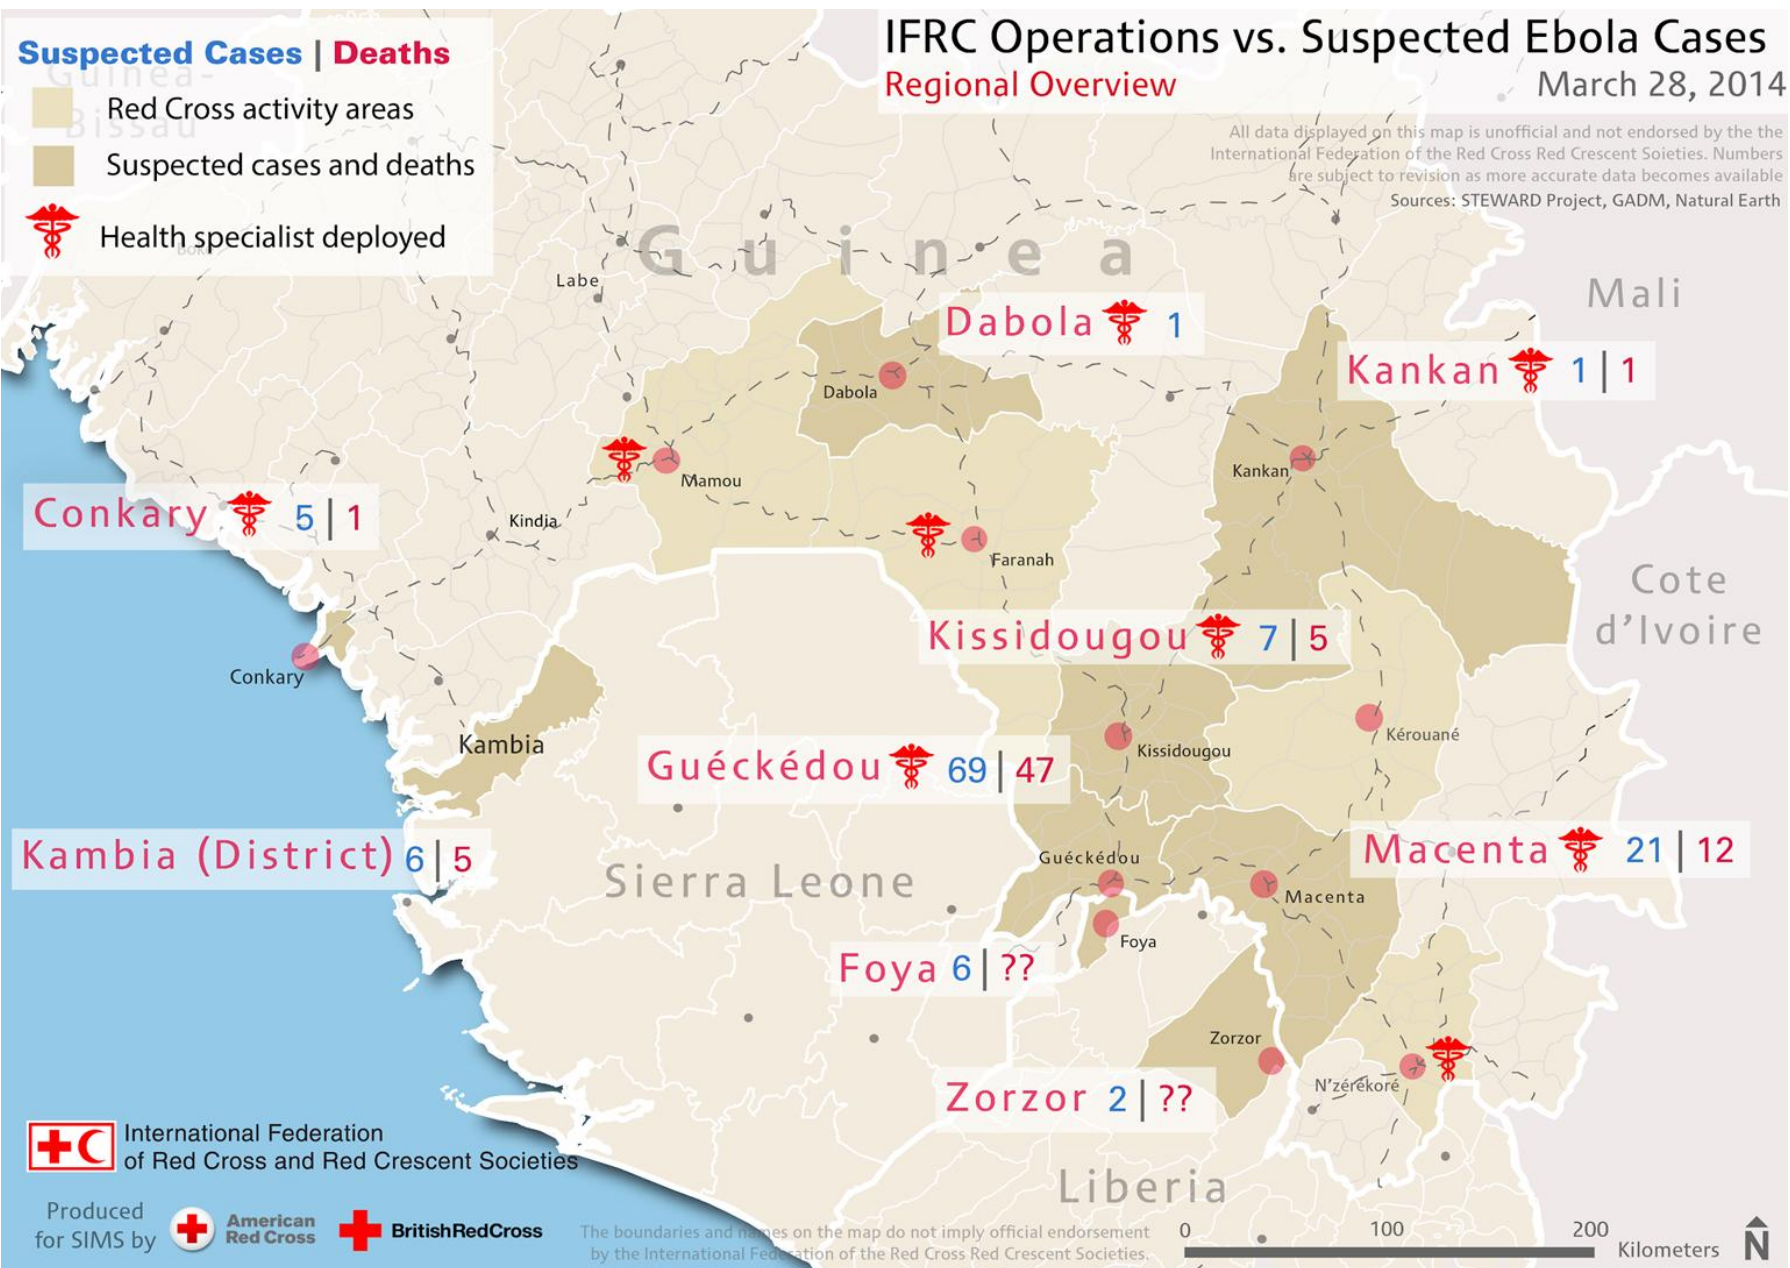 Suspected Cases | Deaths
Guinea-
Bissau
Red Cross activity areas
Suspected cases and deaths
Health specialist deployed
Boké
IFRC Operations vs. Suspected Ebola Cases
Regional Overview
March 28, 2014
All data displayed on this map is unofficial and not endorsed by the the
International Federation of the Red Cross Red Crescent Soieties. Numbers
are subject to revision as more accurate data becomes available
Sources: STEWARD Project, GADM, Natural Earth
Guinea
Labe
Mali
Dabola 1
Kankan 1|1
Dabola
Kankan
Mamou
Conkary 5|1
Kindia
Faranah
Cote
d'Ivoire
Kissidougou 7|5
Conkary
Kambia
Kissidougou
Kérouané
Guéckédou 69|47
Kambia (District) 6|5
Guéckédou
Macenta 21|12
Sierra Leone
Macenta
Foya
Foya 6|??
Zorzor
N'zérékoré
Zorzor 2|??
International Federation
of Red Cross and Red Crescent Societies
Liberia
Produced
for SIMS by
American
Red Cross
BritishRedCross
The boundaries and names on the map do not imply official endorsement
by the International Federation of the Red Cross Red Crescent Societies.
0 100 200
Kilometers
N